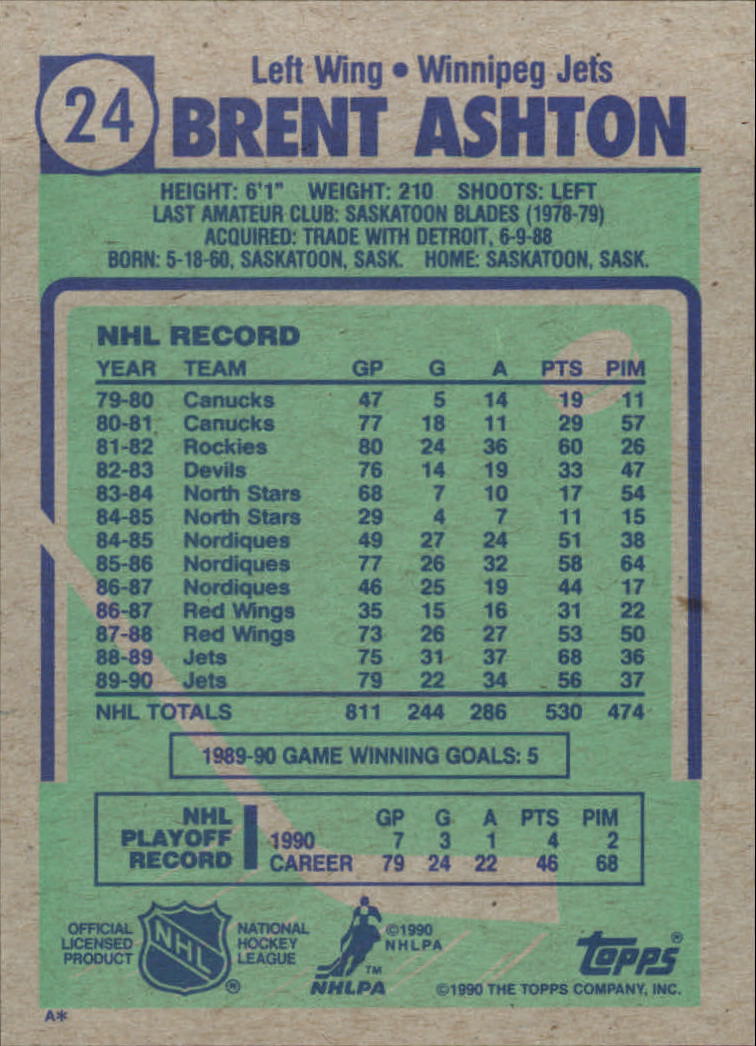 24
Left Wing • Winnipeg Jets
BRENT ASHTON
HEIGHT: 6'1" WEIGHT: 210 SHOOTS: LEFT
LAST AMATEUR CLUB: SASKATOON BLADES (1978-79)
ACQUIRED: TRADE WITH DETROIT, 6-9-88
BORN: 5-18-60, SASKATOON, SASK. HOME: SASKATOON, SASK.
NHL RECORD
YEAR TEAM GP G A PTS PIM
79-80 Canucks 47 5 14 19 11
80-81 Canucks 77 18 11 29 57
81-82 Rockies 80 24 36 60 26
82-83 Devils 76 14 19 33 47
83-84 North Stars 68 7 10 17 54
84-85 North Stars 29 4 7 11 15
84-85 Nordiques 49 27 24 51 38
85-86 Nordiques 77 26 32 58 64
86-87 Nordiques 46 25 19 44 17
86-87 Red Wings 35 15 16 31 22
87-88 Red Wings 73 26 27 53 50
88-89 Jets 75 31 37 68 36
89-90 Jets 79 22 34 56 37
NHL TOTALS 811 244 286 530 474
1989-90 GAME WINNING GOALS: 5
NHL PLAYOFF RECORD
GP G A PTS PIM
1990 7 3 1 4 2
CAREER 79 24 22 46 68
OFFICIAL LICENSED PRODUCT
NHL ®
NATIONAL HOCKEY LEAGUE
©1990 NHLPA
TM
NHLPA
topps®
©1990 THE TOPPS COMPANY, INC.
A*